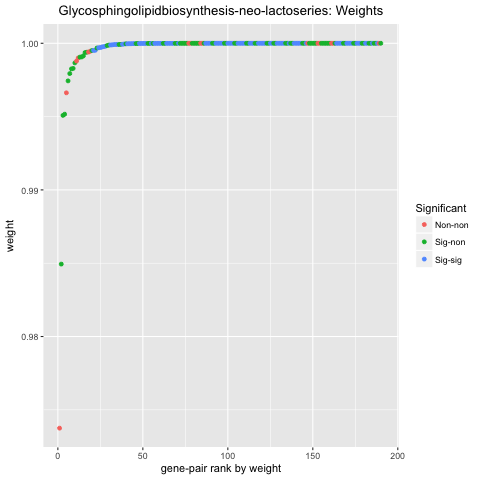 Glycosphingolipidbiosynthesis-neo-lactoseries: Weights
1.00
0.99
0.98
weight
0
50
100
150
200
gene-pair rank by weight
Significant
Non-non
Sig-non
Sig-sig